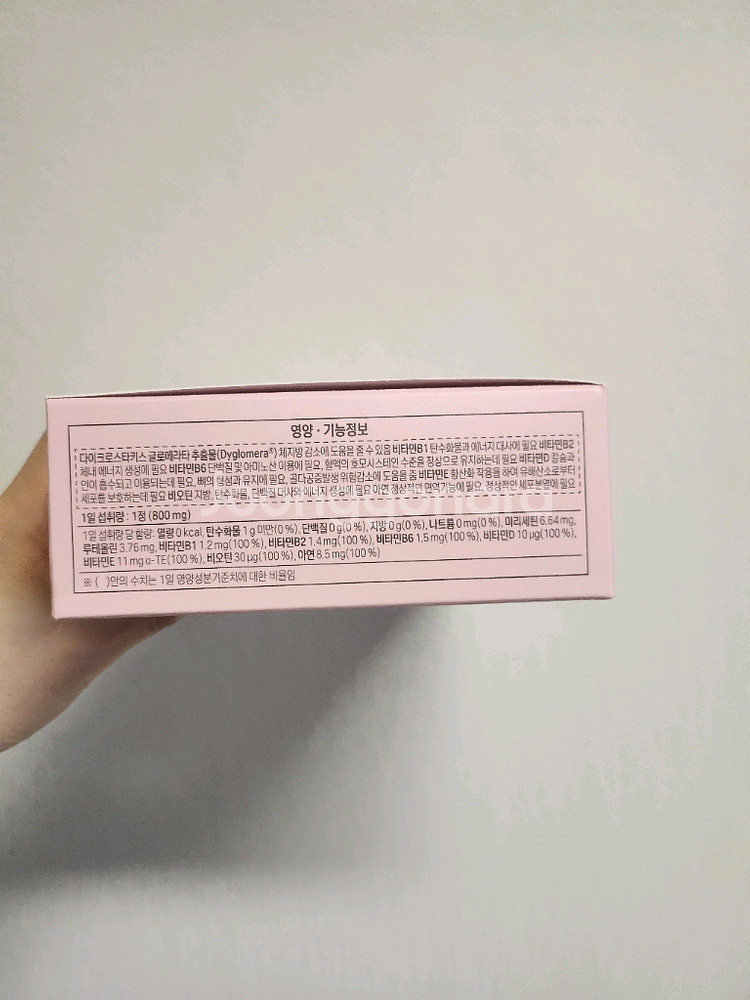 영양 · 기능정보
다이크로스타키스 글로메라타 추출물(Dyglomera®) 체지방 감소에 도움을 줄 수 있음 비타민B1 탄수화물과 에너지 대사에 필요 비타민B2
체내 에너지 생성에 필요 비타민B6 단백질 및 아미노산 이용에 필요, 혈액의 호모시스테인 수준을 정상으로 유지하는데 필요 비타민D 칼슘과
인이 흡수되고 이용되는데 필요, 뼈의 형성과 유지에 필요, 골다공증발생 위험감소에 도움을 줌 비타민E 항산화 작용을 하여 유해산소로부터
세포를 보호하는데 필요 비오틴 지방, 탄수화물, 단백질 대사와 에너지 생성에 필요 아연 정상적인 면역기능에 필요, 정상적인 세포분열에 필요
1일 섭취량 : 1정 (800 mg)
1일 섭취량 당 함량: 열량 0 kcal, 탄수화물 1 g 미만(0 %), 단백질 0 g(0 %), 지방 0 g(0 %), 나트륨 0 mg(0 %), 미리세틴 6.64 mg,
루테올린 3.76 mg, 비타민B1 1.2 mg(100 %), 비타민B2 1.4 mg(100 %), 비타민B6 1.5 mg(100 %), 비타민D 10 μg(100 %),
비타민E 11 mg α-TE(100 %), 비오틴 30 μg(100 %), 아연 8.5 mg(100 %)
※ (   )안의 수치는 1일 영양성분기준치에 대한 비율임